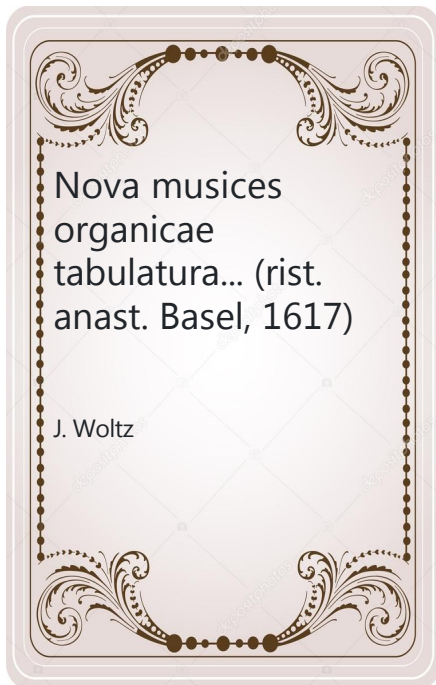 Nova musices
organicae
tabulatura... (rist.
anast. Basel, 1617)
J. Woltz